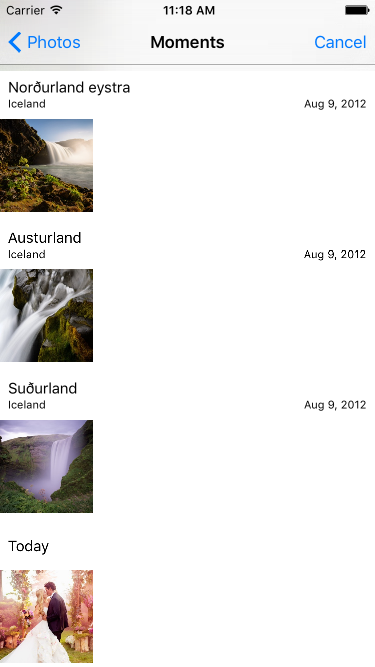 Carrier 11:18 AM
Photos Moments Cancel
Norðurland eystra
Iceland Aug 9, 2012
Austurland
Iceland Aug 9, 2012
Suðurland
Iceland Aug 9, 2012
Today